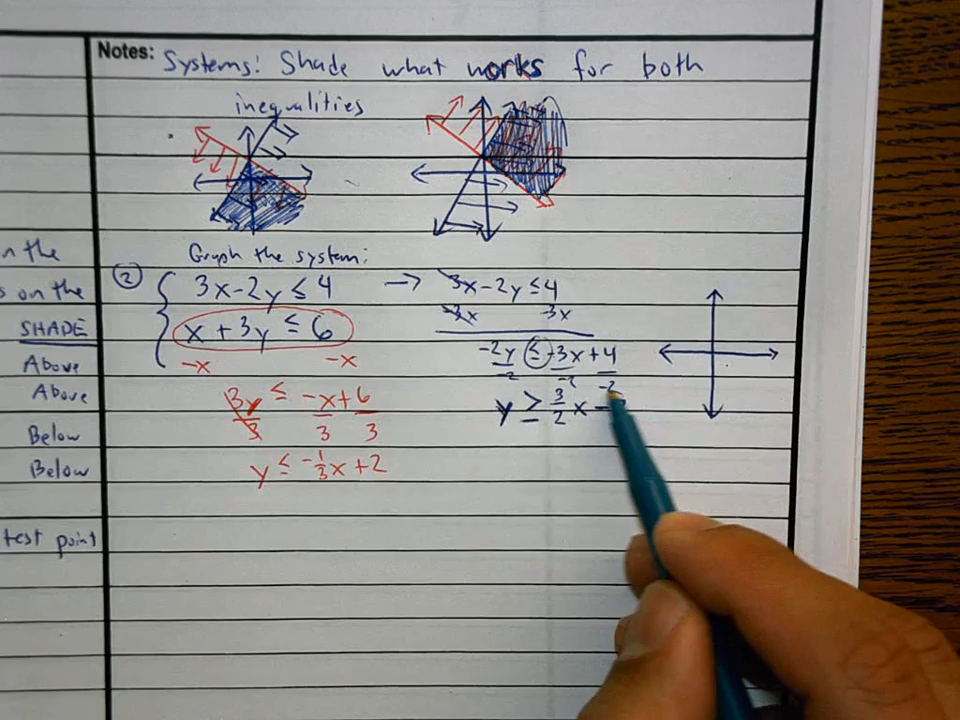 Notes: Systems: Shade what works for both
inequalities
Graph the system:
n the
s on the
SHADE
Above
Above
Below
Below
test point
② { 3x-2y ≤ 4 →
x + 3y ≤ 6
-x -x
3y ≤ -x + 6
3 3 3
y ≤ -1/3x + 2
3x - 2y ≤ 4
-3x -3x
-2y ≤ -3x + 4
-2 -2 -2
y ≥ 3/2 x -